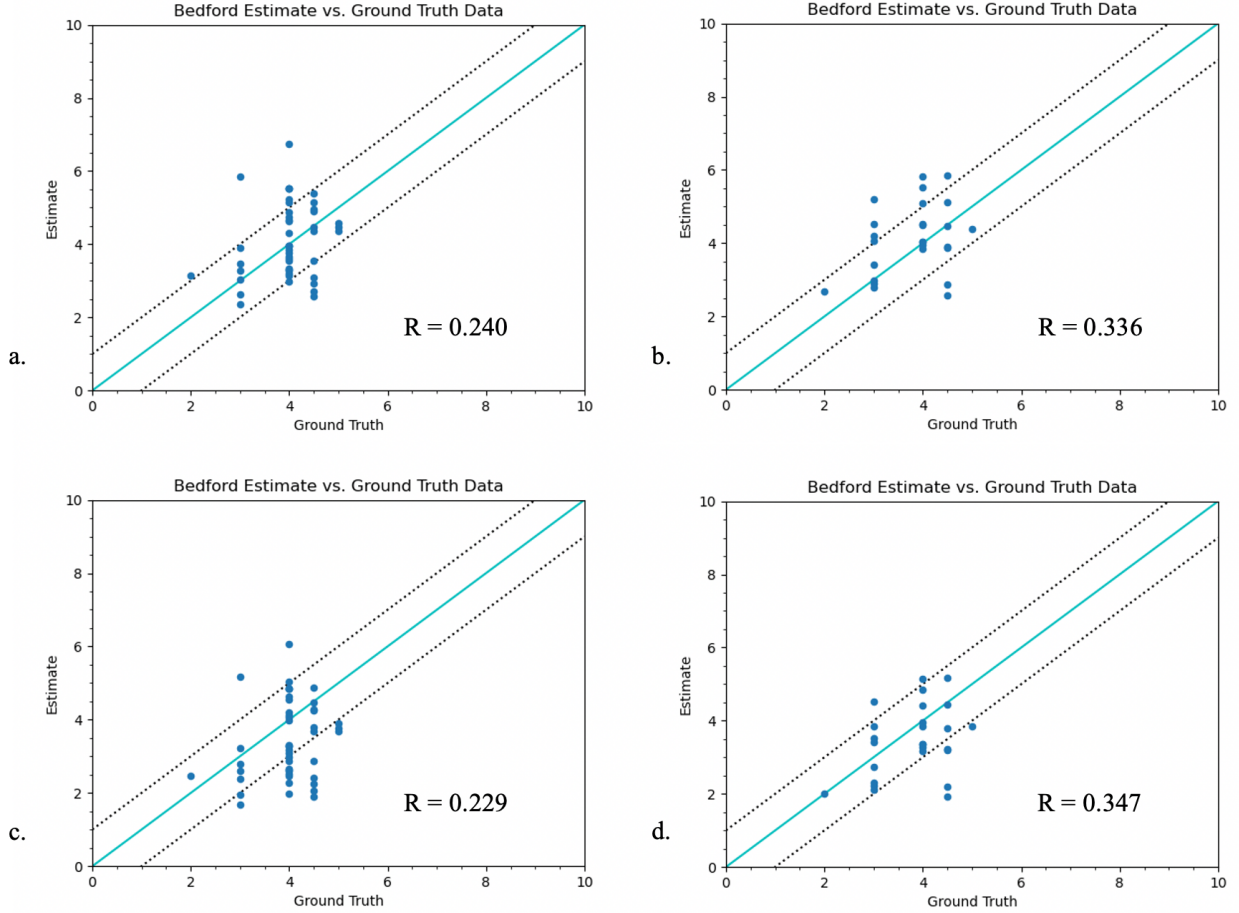 Bedford Estimate vs. Ground Truth Data
10
8
6
4
2
0
Estimate
R = 0.240
a.
0 2 4 6 8 10
Ground Truth
Bedford Estimate vs. Ground Truth Data
10
8
6
4
2
0
Estimate
R = 0.336
b.
0 2 4 6 8 10
Ground Truth
Bedford Estimate vs. Ground Truth Data
10
8
6
4
2
0
Estimate
R = 0.229
c.
0 2 4 6 8 10
Ground Truth
Bedford Estimate vs. Ground Truth Data
10
8
6
4
2
0
Estimate
R = 0.347
d.
0 2 4 6 8 10
Ground Truth